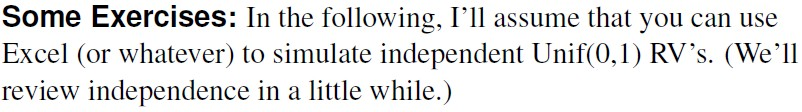 Some Exercises: In the following, I'll assume that you can use
Excel (or whatever) to simulate independent Unif(0,1) RV's. (We'll
review independence in a little while.)